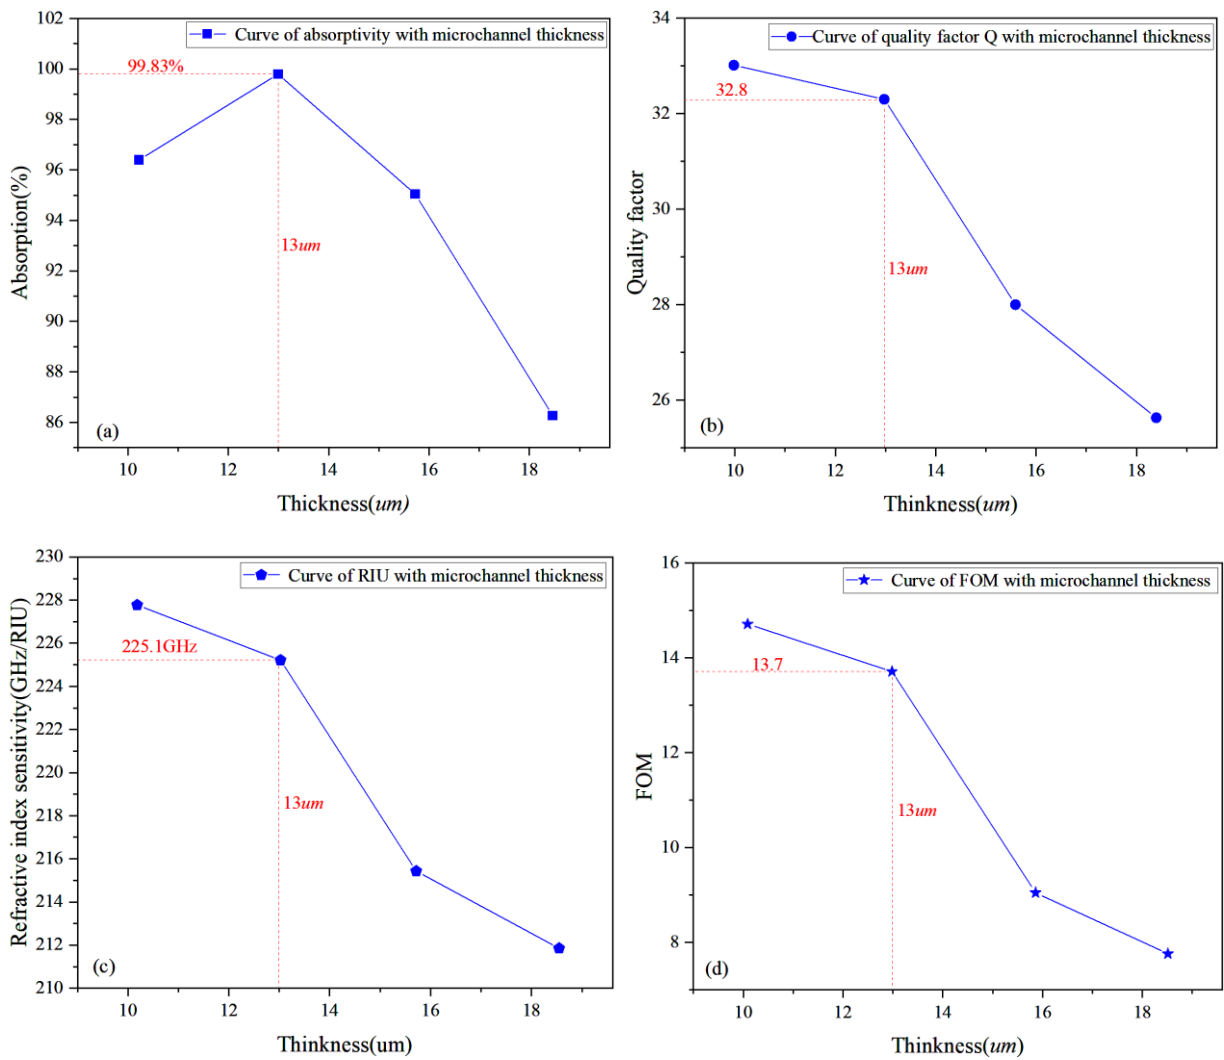 102
100
98
96
94
92
90
88
86
Absorption(%)
Curve of absorptivity with microchannel thickness
99.83%
13um
(a)
10 12 14 16 18
Thickness(um)
34
32
30
28
26
Quality factor
Curve of quality factor Q with microchannel thickness
32.8
13um
(b)
10 12 14 16 18
Thinkness(um)
230
228
226
224
222
220
218
216
214
212
210
Refractive index sensitivity(GHz/RIU)
Curve of RIU with microchannel thickness
225.1GHz
13um
(c)
10 12 14 16 18
Thinkness(um)
16
14
12
10
8
FOM
Curve of FOM with microchannel thickness
13.7
13um
(d)
10 12 14 16 18
Thinkness(um)